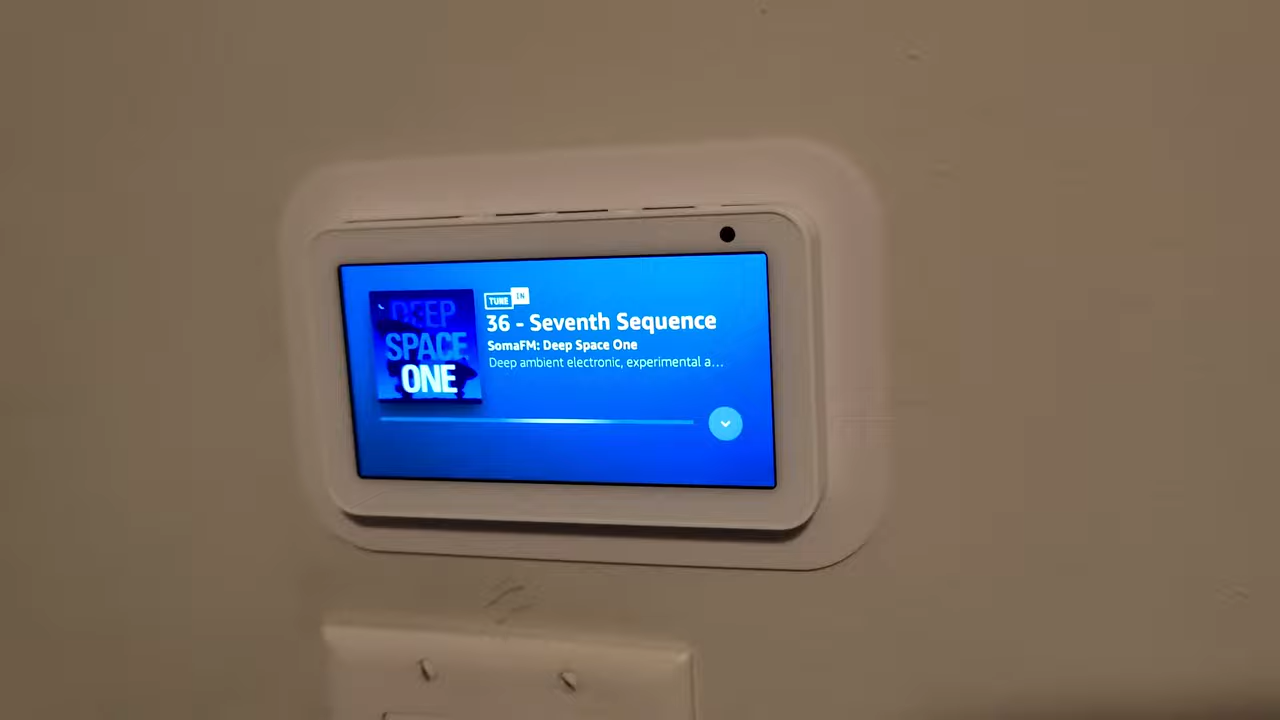 DEEP
SPACE
ONE
TUNE IN
36 - Seventh Sequence
SomaFM: Deep Space One
Deep ambient electronic, experimental a...